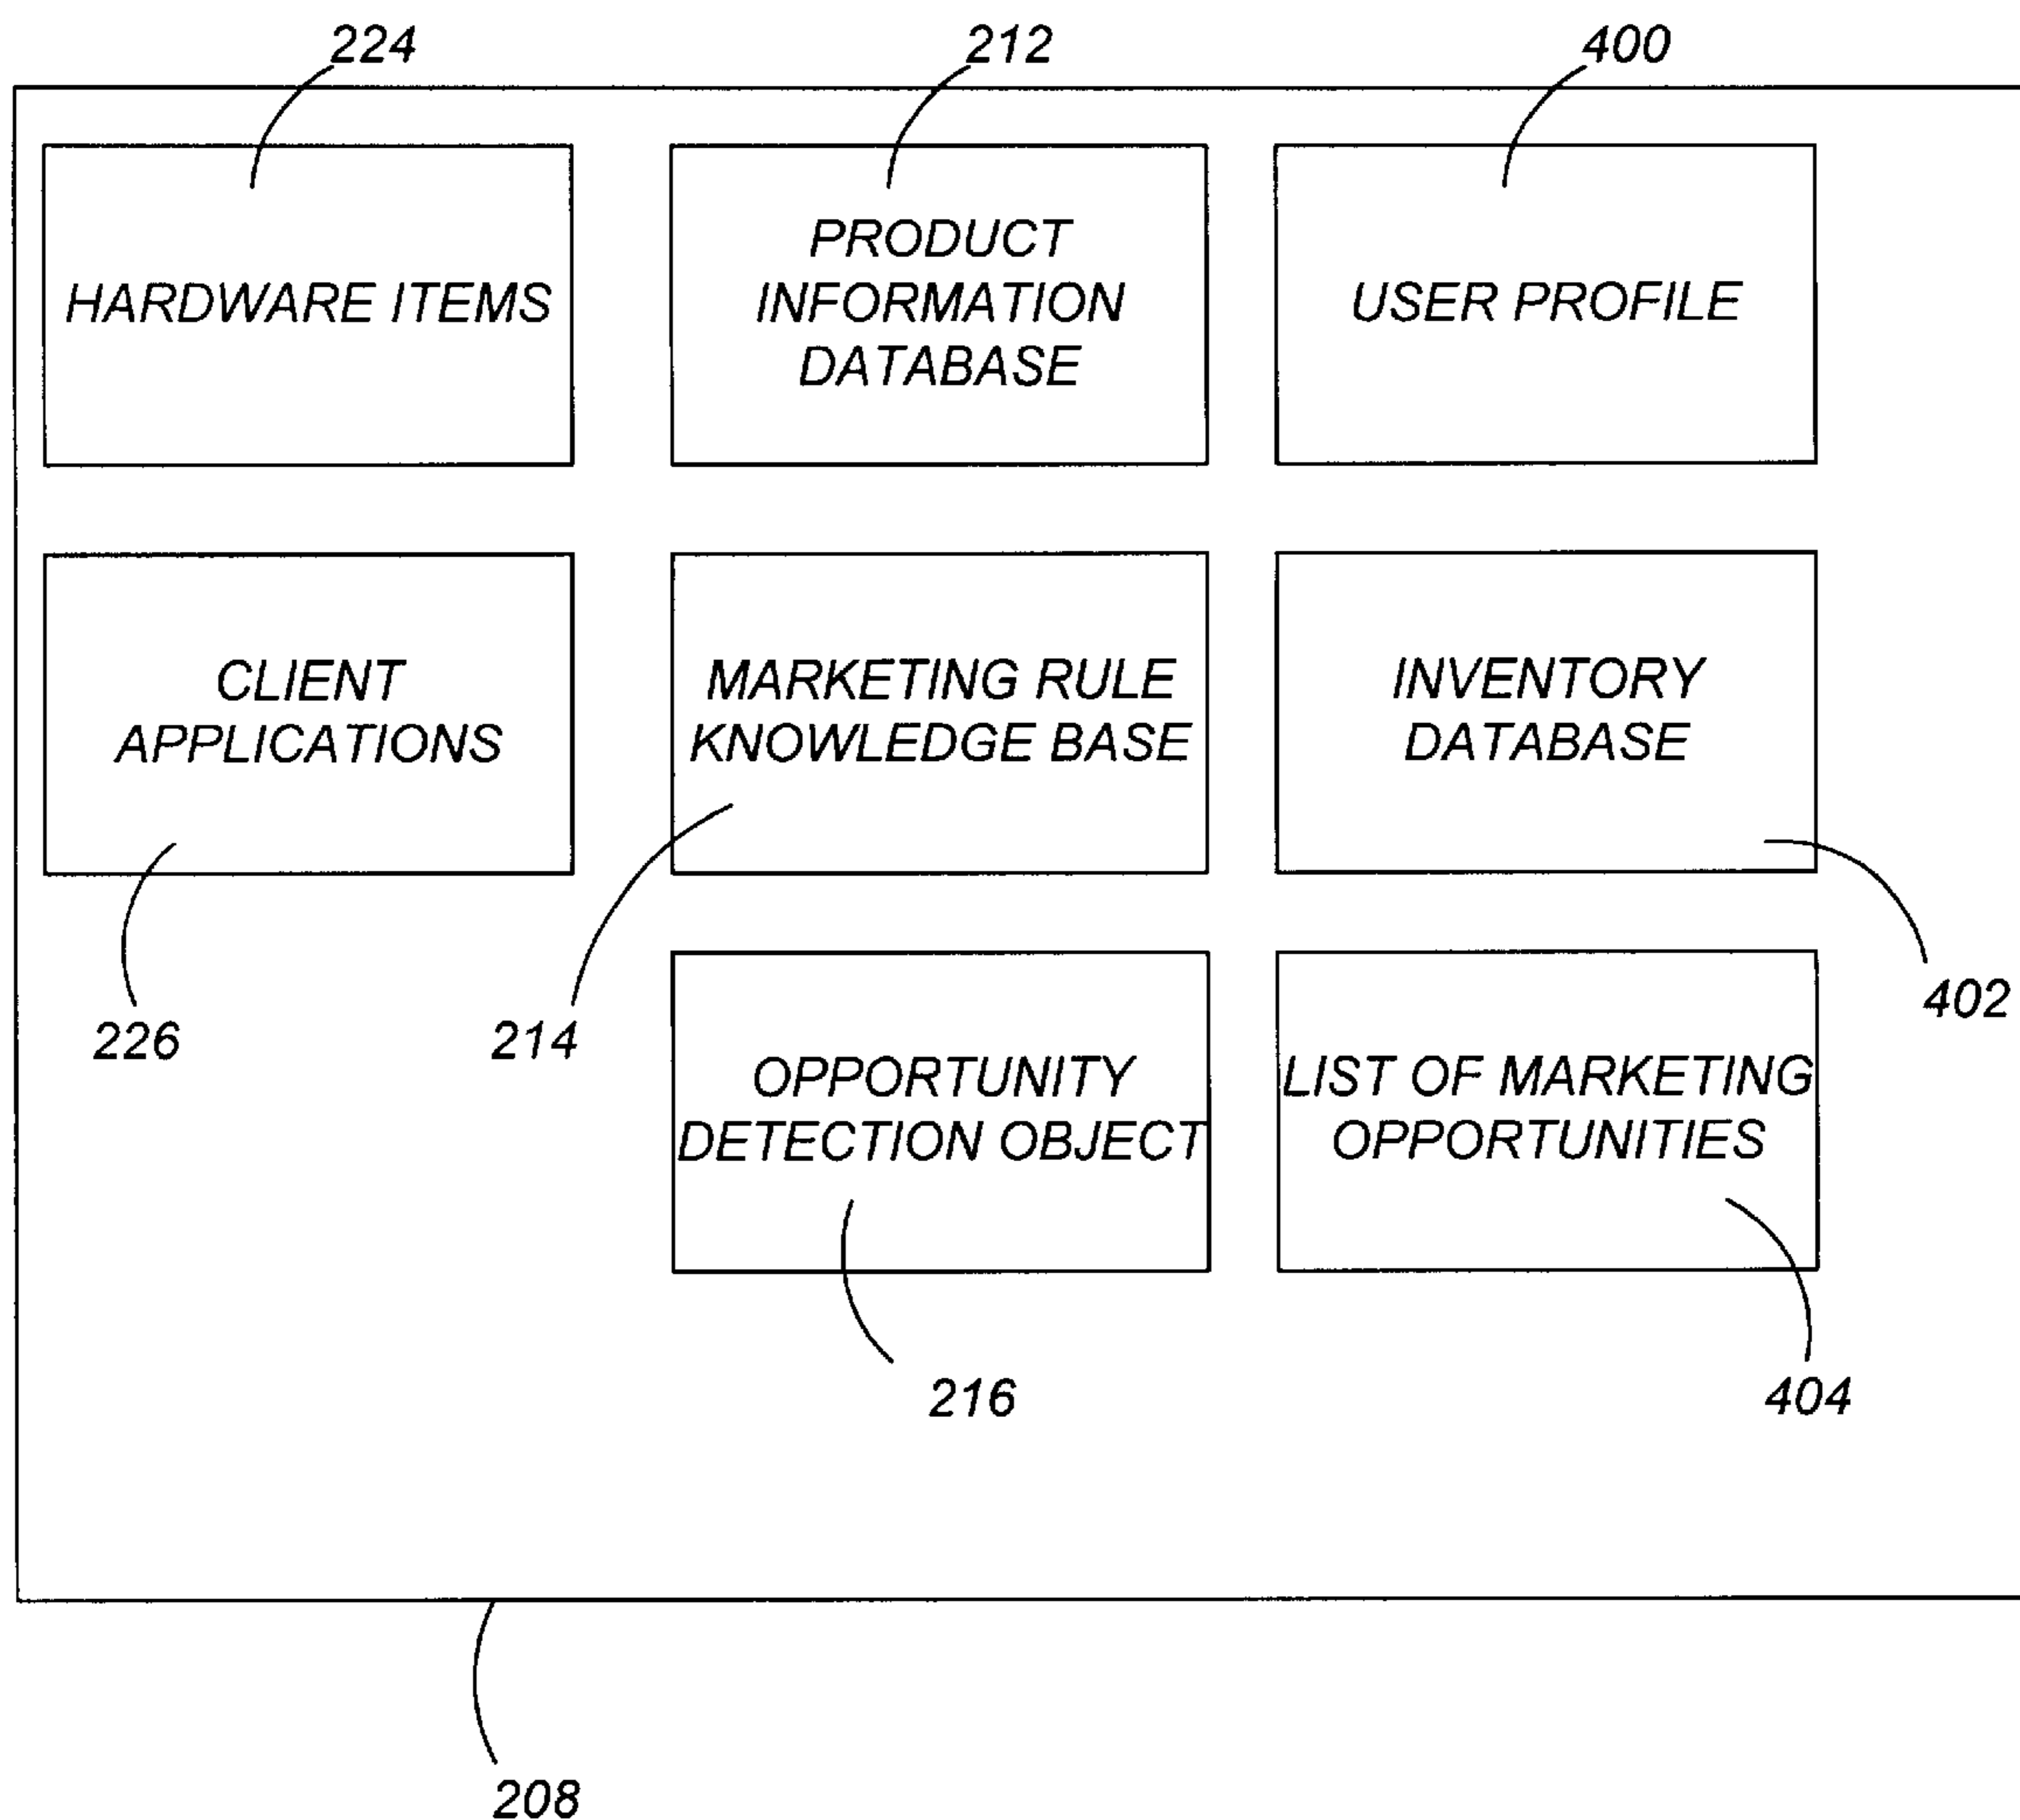 224
212
400
HARDWARE ITEMS
PRODUCT
INFORMATION
DATABASE
USER PROFILE
CLIENT
APPLICATIONS
MARKETING RULE
KNOWLEDGE BASE
INVENTORY
DATABASE
226
214
402
OPPORTUNITY
DETECTION OBJECT
LIST OF MARKETING
OPPORTUNITIES
216
404
208